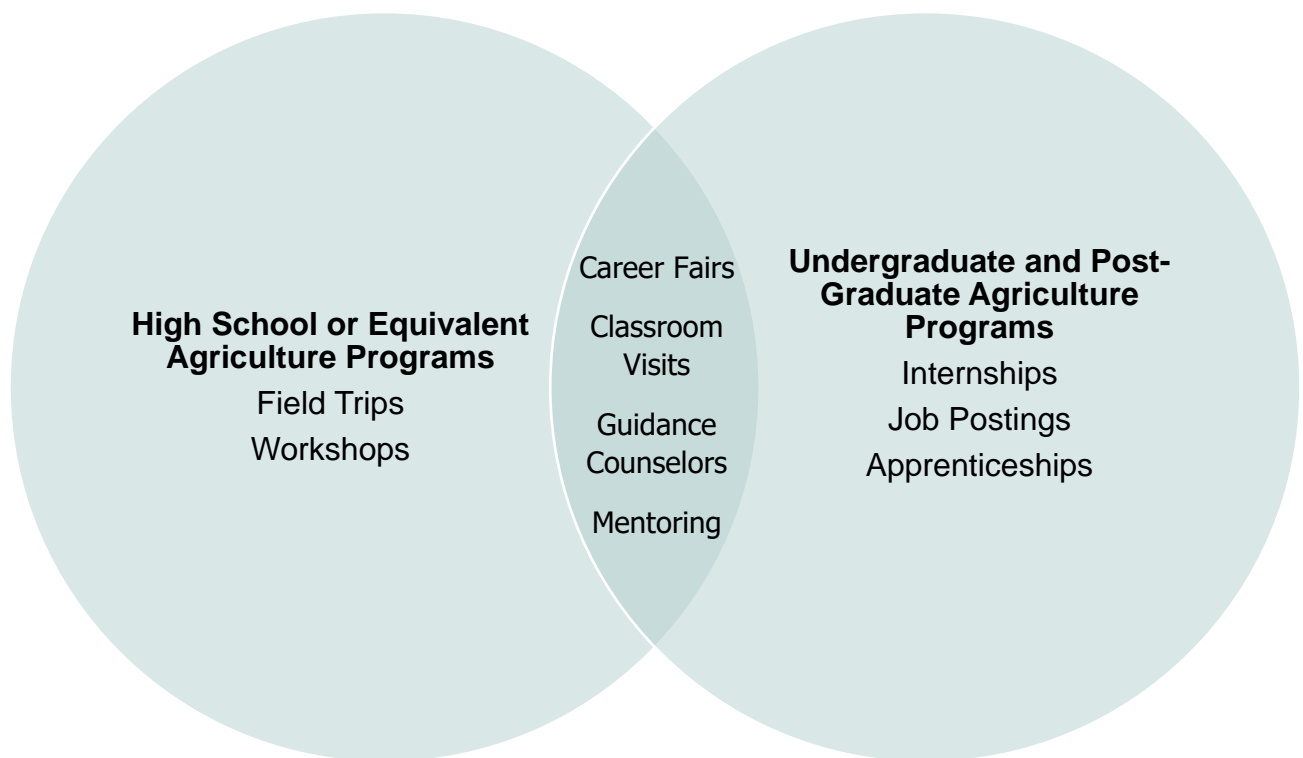 High School or Equivalent
Agriculture Programs
Field Trips
Workshops
Career Fairs
Classroom
Visits
Guidance
Counselors
Mentoring
Undergraduate and Post-
Graduate Agriculture
Programs
Internships
Job Postings
Apprenticeships